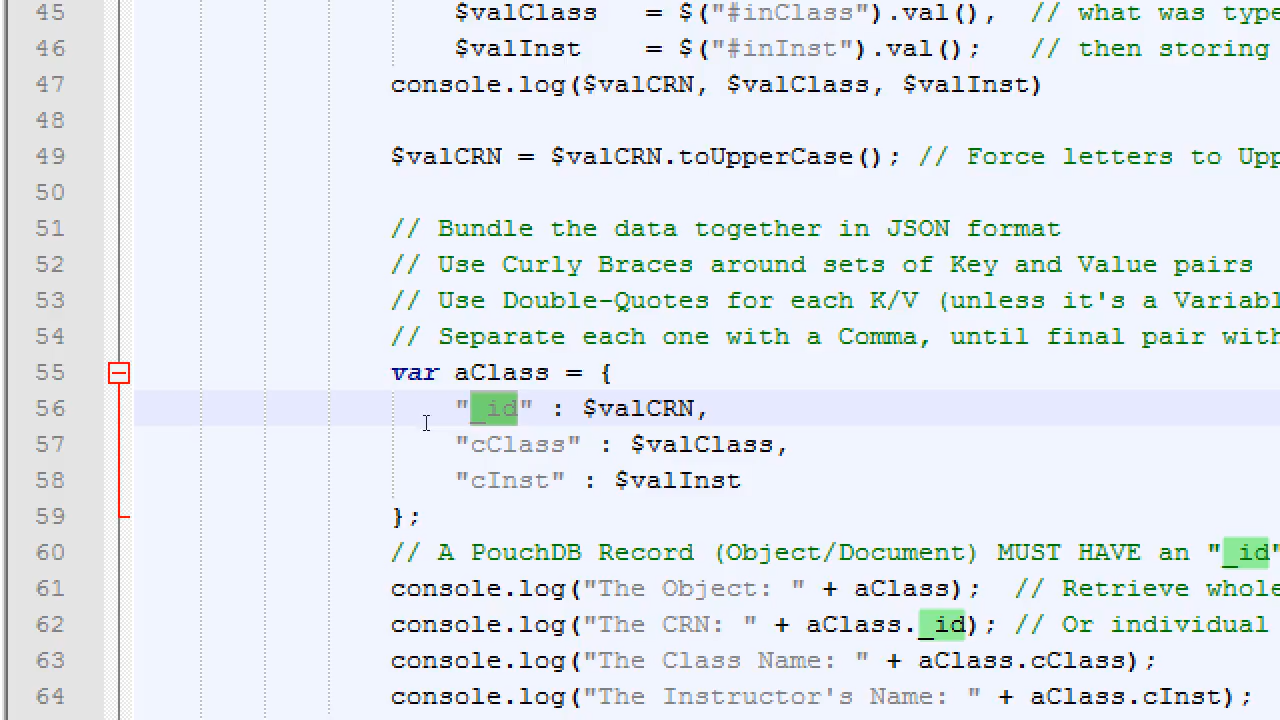 45 $valClass = $("#inClass").val(), // what was type
46 $valInst = $("#inInst").val(); // then storing
47 console.log($valCRN, $valClass, $valInst)
48
49 $valCRN = $valCRN.toUpperCase(); // Force letters to Upp
50
51 // Bundle the data together in JSON format
52 // Use Curly Braces around sets of Key and Value pairs
53 // Use Double-Quotes for each K/V (unless it's a Variabl
54 // Separate each one with a Comma, until final pair with
55 var aClass = {
56 "_id" : $valCRN,
57 "cClass" : $valClass,
58 "cInst" : $valInst
59 };
60 // A PouchDB Record (Object/Document) MUST HAVE an "_id"
61 console.log("The Object: " + aClass); // Retrieve whole
62 console.log("The CRN: " + aClass._id); // Or individual
63 console.log("The Class Name: " + aClass.cClass);
64 console.log("The Instructor's Name: " + aClass.cInst);